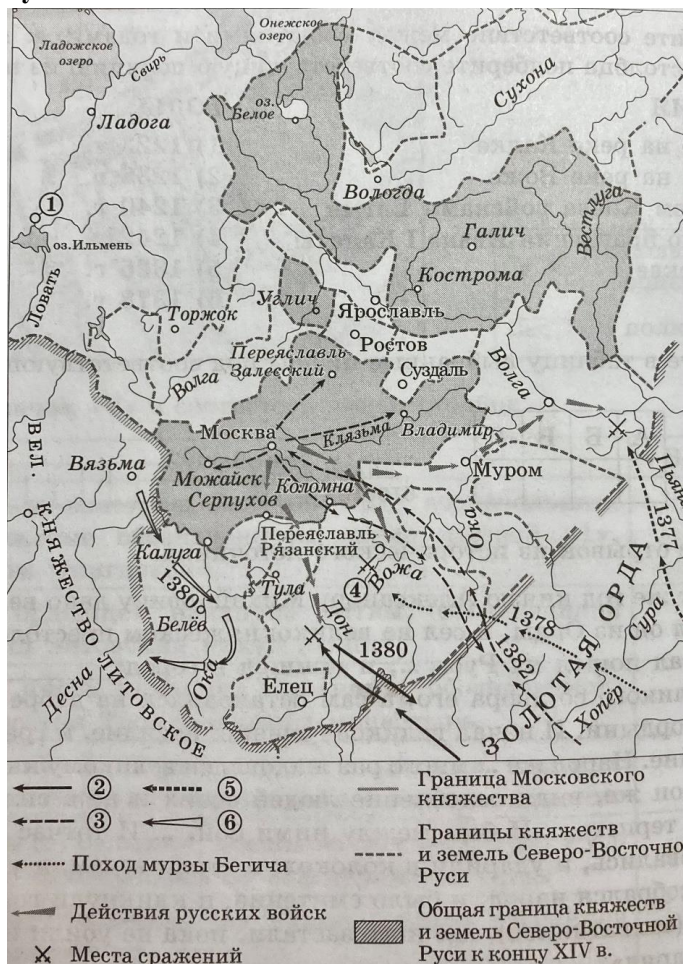 Ладожское
озеро
Онежское
озеро
Свирь
Ладога
оз.
Белое
Сухона
Вологда
①
оз.Ильмень
Ловать
Галич
Ветлуга
Кострома
Углич
Торжок
Ярославль
Ростов
Переяславль
Залесский
Суздаль
Волга
Волга
Москва
Клязьма
Владимир
Вязьма
Можайск
Серпухов
Коломна
Муром
Пьяна
1377
ВЕЛ. КНЯЖЕСТВО ЛИТОВСКОЕ
Калуга
Переяславль
Рязанский
Ока
1380
Тула
④
Вожа
Белёв
Дон
1380
1378
1382
Сура
Ока
Десна
Елец
ЗОЛОТАЯ ОРДА
Хопёр
②
⑤
③
⑥
Поход мурзы Бегича
Действия русских войск
Места сражений
Граница Московского
княжества
Границы княжеств
и земель Северо-Восточно
Руси
Общая граница княжеств
и земель Северо-Восточной
Руси к концу XIV в.